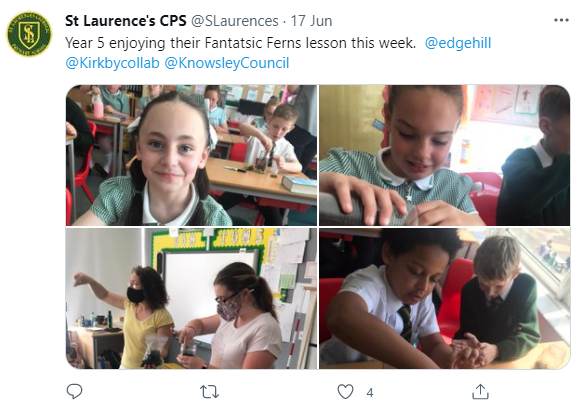 St Laurence's CPS @SLaurences · 17 Jun
Year 5 enjoying their Fantatsic Ferns lesson this week. @edgehill
@Kirkbycollab @KnowsleyCouncil
4